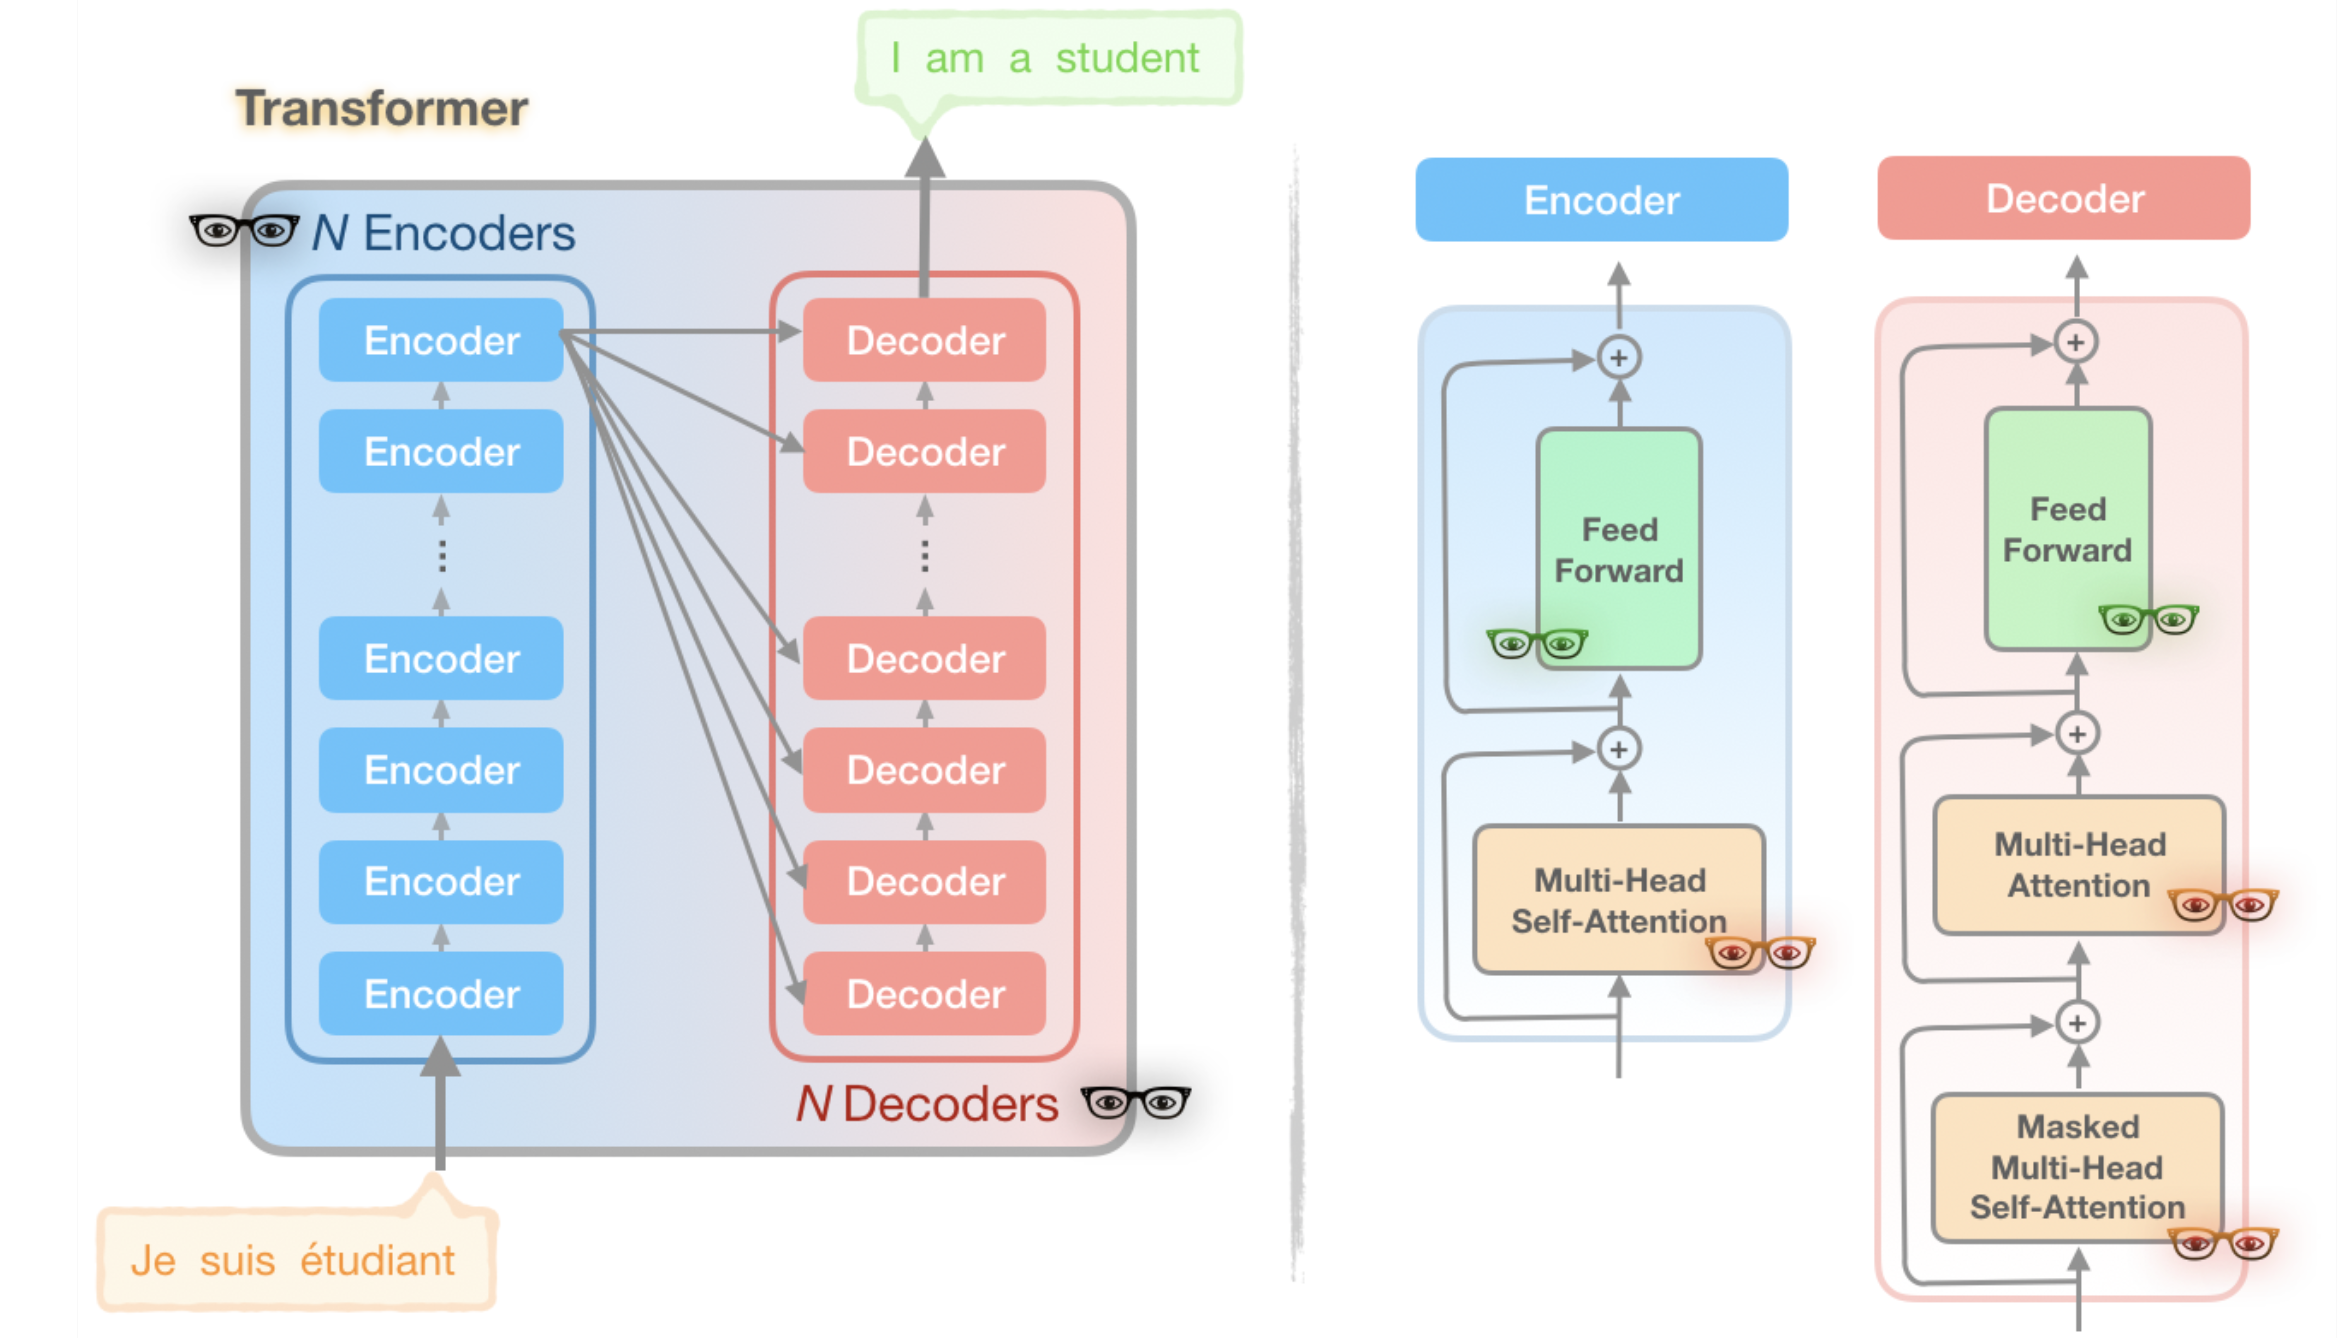 I am a student
Transformer
N Encoders
Encoder
Encoder
⋮
Encoder
Encoder
Encoder
Encoder
Decoder
Decoder
⋮
Decoder
Decoder
Decoder
Decoder
N Decoders
Je suis étudiant
Encoder
+
Feed
Forward
+
Multi-Head
Self-Attention
Decoder
+
Feed
Forward
+
Multi-Head
Attention
+
Masked
Multi-Head
Self-Attention